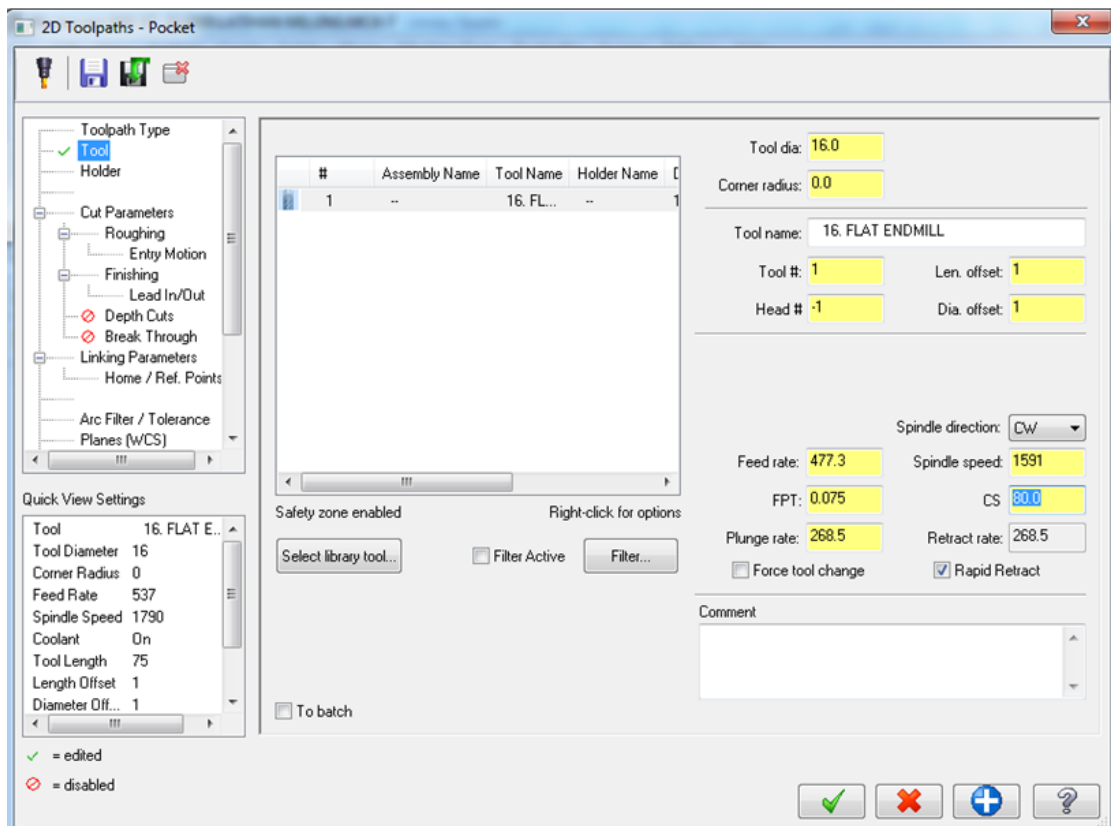 2D Toolpaths - Pocket
Toolpath Type
Tool
Holder
Cut Parameters
Roughing
Entry Motion
Finishing
Lead In/Out
Depth Cuts
Break Through
Linking Parameters
Home / Ref. Points
Arc Filter / Tolerance
Planes (WCS)
Quick View Settings
Tool 16. FLAT E...
Tool Diameter 16
Corner Radius 0
Feed Rate 537
Spindle Speed 1790
Coolant On
Tool Length 75
Length Offset 1
Diameter Off... 1
= edited
= disabled
# Assembly Name Tool Name Holder Name
1 -- 16. FL... -- 1
Safety zone enabled Right-click for options
Select library tool... Filter Active Filter...
To batch
Tool dia: 16.0
Corner radius: 0.0
Tool name: 16. FLAT ENDMILL
Tool #: 1 Len. offset: 1
Head # -1 Dia. offset: 1
Spindle direction: CW
Feed rate: 477.3 Spindle speed: 1591
FPT: 0.075 CS 80.0
Plunge rate: 268.5 Retract rate: 268.5
Force tool change Rapid Retract
Comment